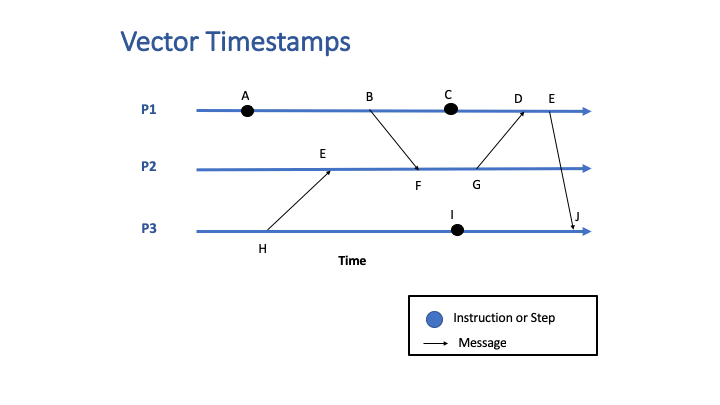 Vector Timestamps
A
B
C
D
E
P1
E
P2
F
G
I
J
P3
H
Time
Instruction or Step
Message